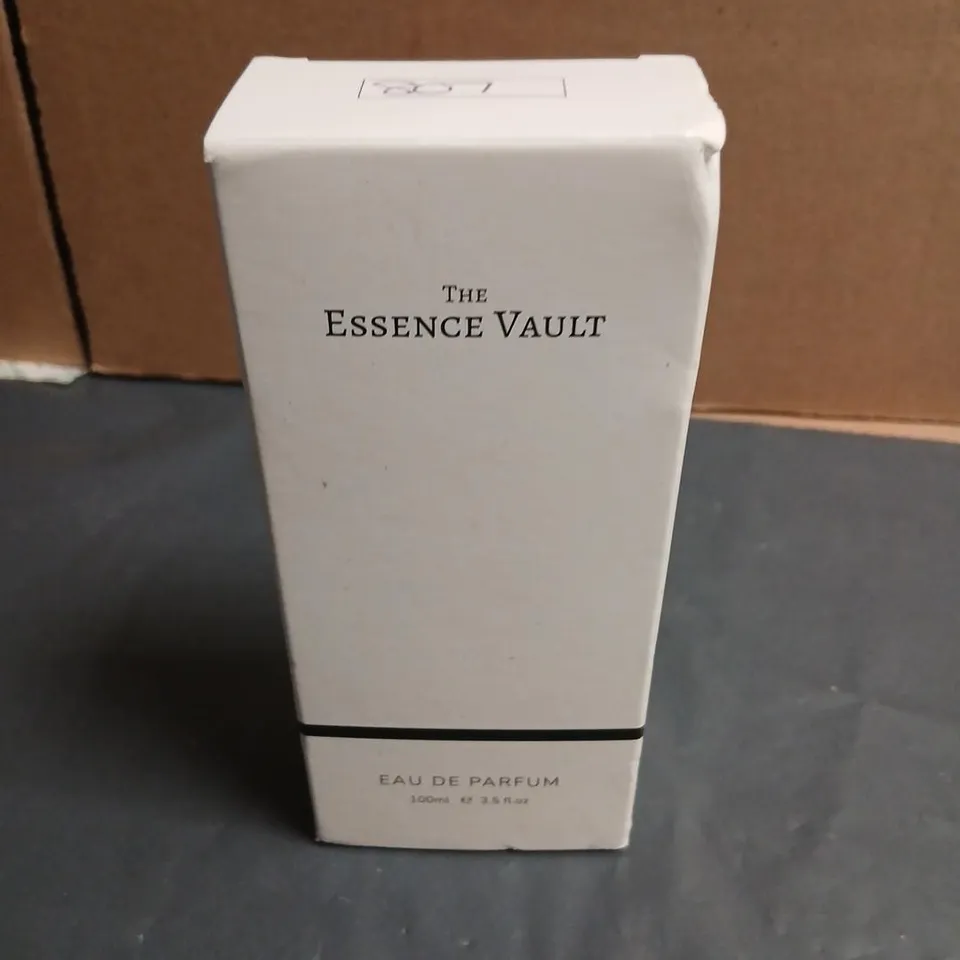 THE
ESSENCE VAULT
EAU DE PARFUM
100ml e 3.5 fl.oz